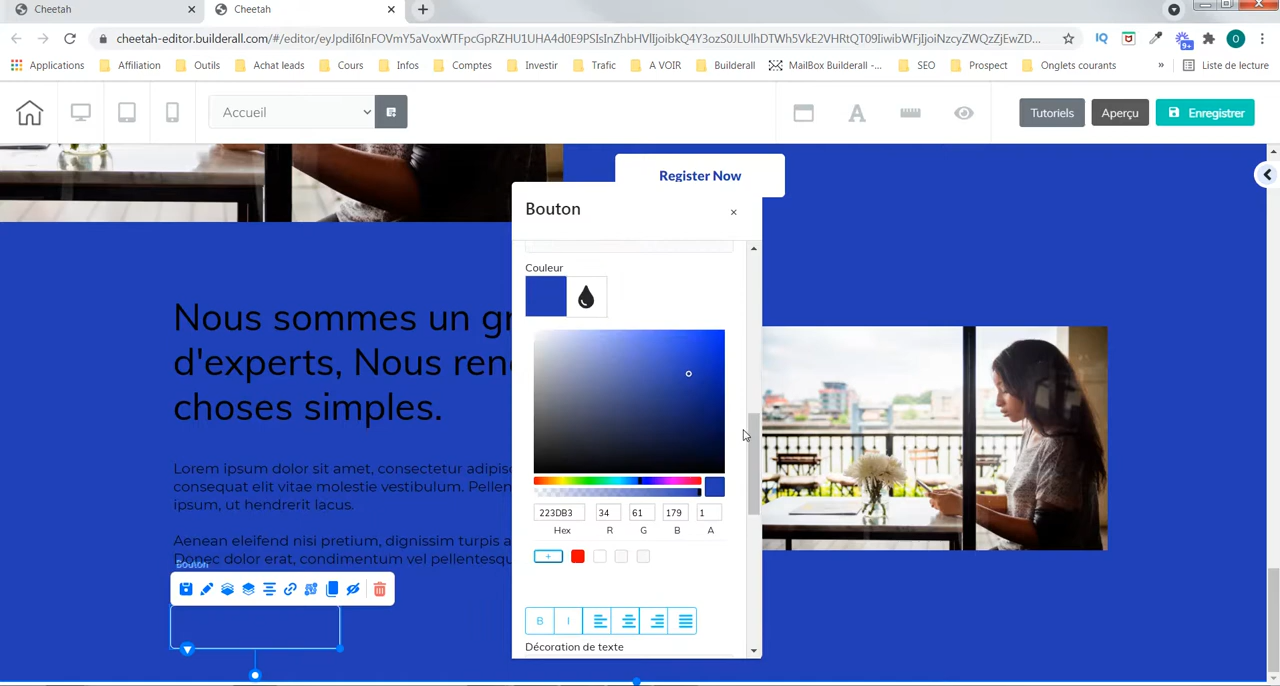 Cheetah
Cheetah
cheetah-editor.builderall.com/#/editor/eyJpdiI6InFOVmY5aVoxWTFpcGpRZHU1UHA4d0E9PSIsInZhbHVlIjoibkQ4Y3ozS0JLUlhDTWh5VkE2VHRtQT09IiwibWFjIjoiNzcyZWQzZjEwZD...
IQ
9+
O
Applications
Affiliation
Outils
Achat leads
Cours
Infos
Comptes
Investir
Trafic
A VOIR
Builderall
MailBox Builderall -...
SEO
Prospect
Onglets courants
»
Liste de lecture
Accueil
Tutoriels
Aperçu
Enregistrer
Register Now
Bouton
Couleur
223DB3
34
61
179
1
Hex
R
G
B
A
+
B
I
Décoration de texte
Nous sommes un gr
d'experts, Nous ren
choses simples.
Lorem ipsum dolor sit amet, consectetur adipisc
consequat elit vitae molestie vestibulum. Pellen
ipsum, ut hendrerit lacus.
Aenean eleifend nisi pretium, dignissim turpis a
Donec dolor erat, condimentum vel pellentesqu
Bouton